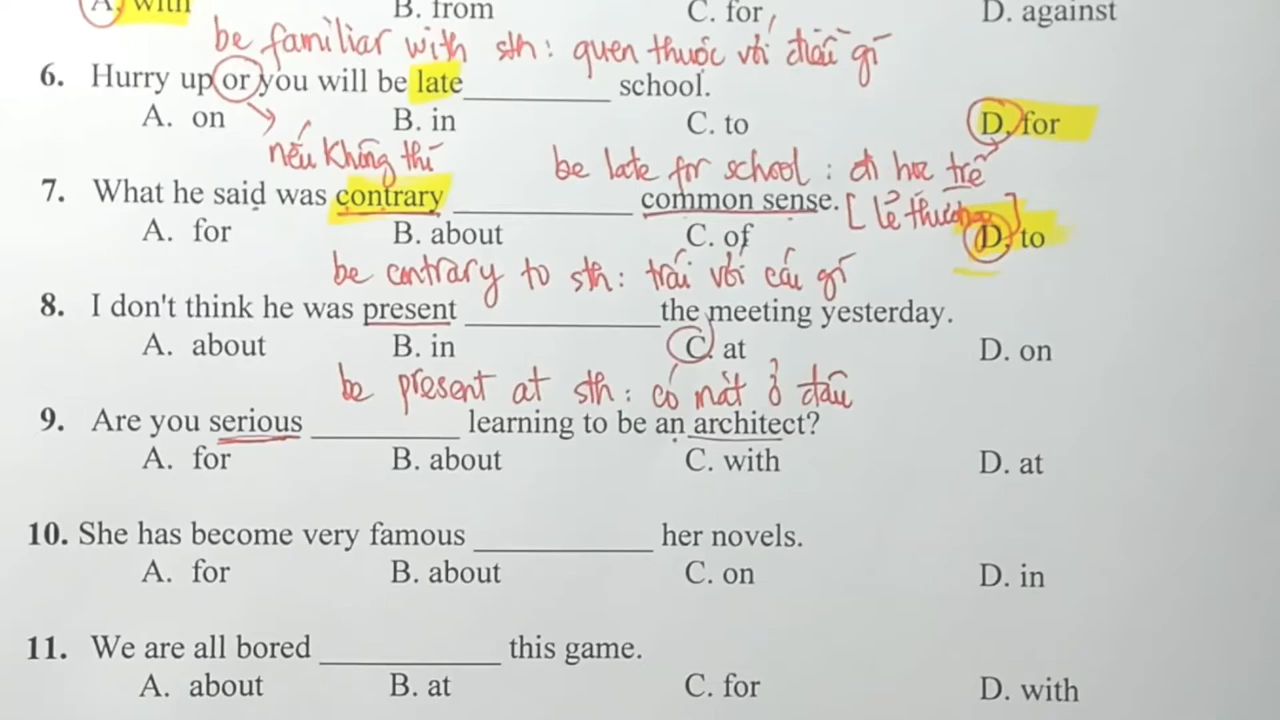 A. with B. from C. for D. against
be familiar with sth: quen thuộc với điều gì
6. Hurry up or you will be late __________ school.
A. on B. in C. to D. for
nếu không thì
be late for school: đi học trễ
7. What he said was contrary __________ common sense. [lẽ thường]
A. for B. about C. of D. to
be contrary to sth: trái với cái gì
8. I don't think he was present __________ the meeting yesterday.
A. about B. in C. at D. on
be present at sth: có mặt ở đâu
9. Are you serious __________ learning to be an architect?
A. for B. about C. with D. at
10. She has become very famous __________ her novels.
A. for B. about C. on D. in
11. We are all bored __________ this game.
A. about B. at C. for D. with